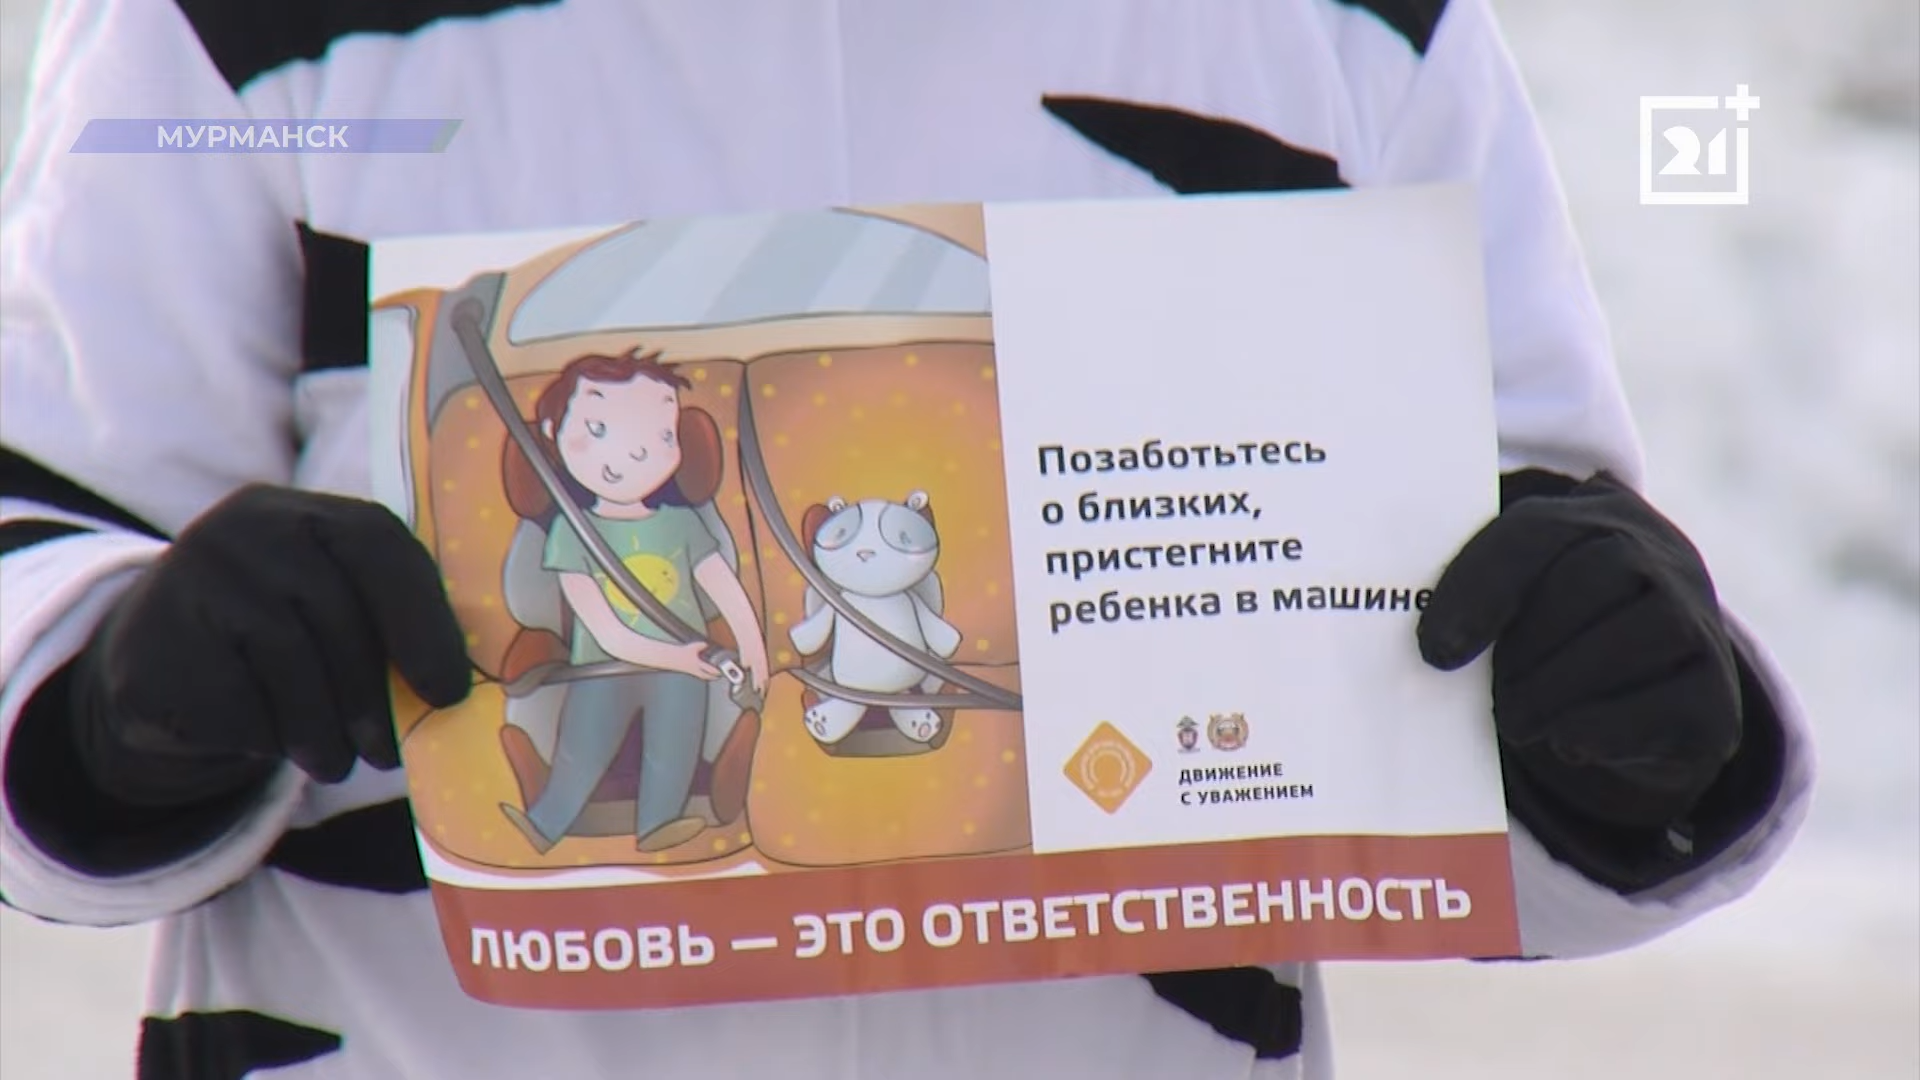 МУРМАНСК
21+
Позаботьтесь
о близких,
пристегните
ребенка в машине
ДВИЖЕНИЕ
С УВАЖЕНИЕМ
ЛЮБОВЬ — ЭТО ОТВЕТСТВЕННОСТЬ